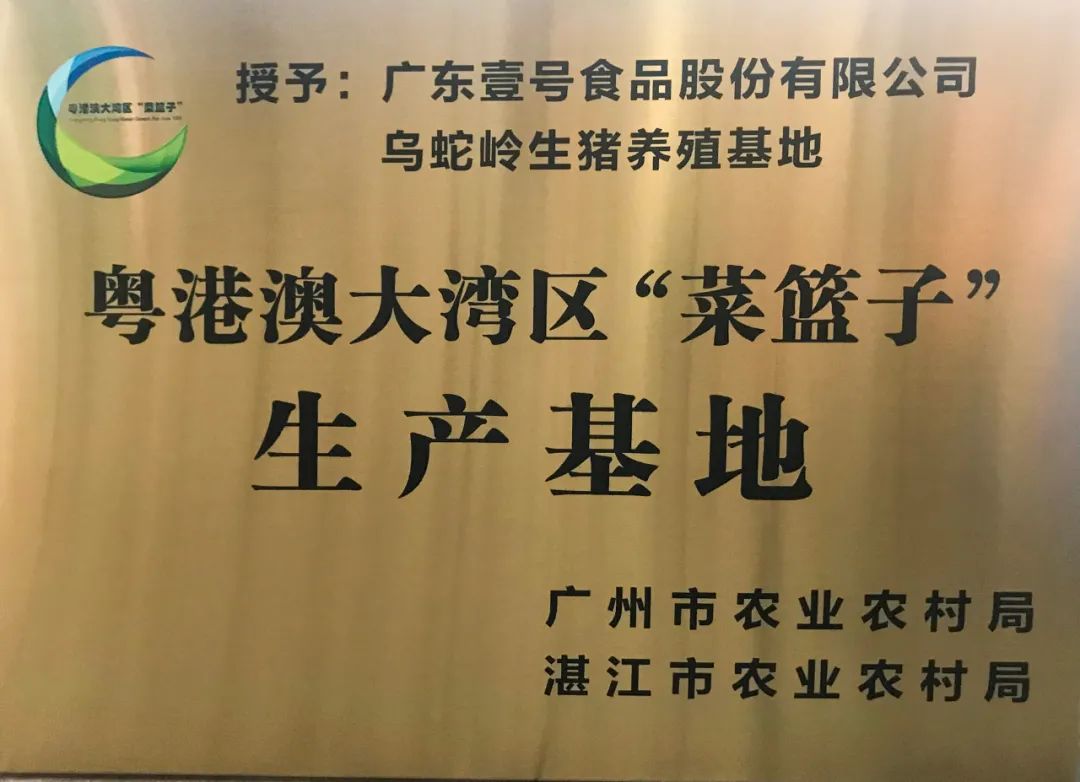 粤港澳大湾区“菜篮子”
授予：广东壹号食品股份有限公司
乌蛇岭生猪养殖基地
粤港澳大湾区“菜篮子”
生产基地
广州市农业农村局
湛江市农业农村局